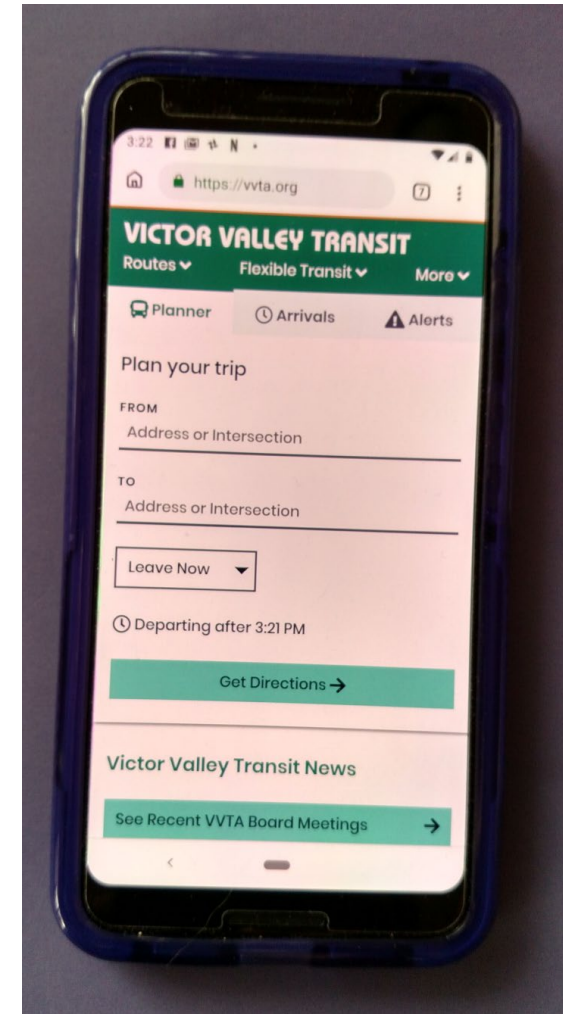 3:22 N
https://vvta.org 7
VICTOR VALLEY TRANSIT
Routes Flexible Transit More
Planner Arrivals Alerts
Plan your trip
FROM
Address or Intersection
TO
Address or Intersection
Leave Now
Departing after 3:21 PM
Get Directions →
Victor Valley Transit News
See Recent VVTA Board Meetings →